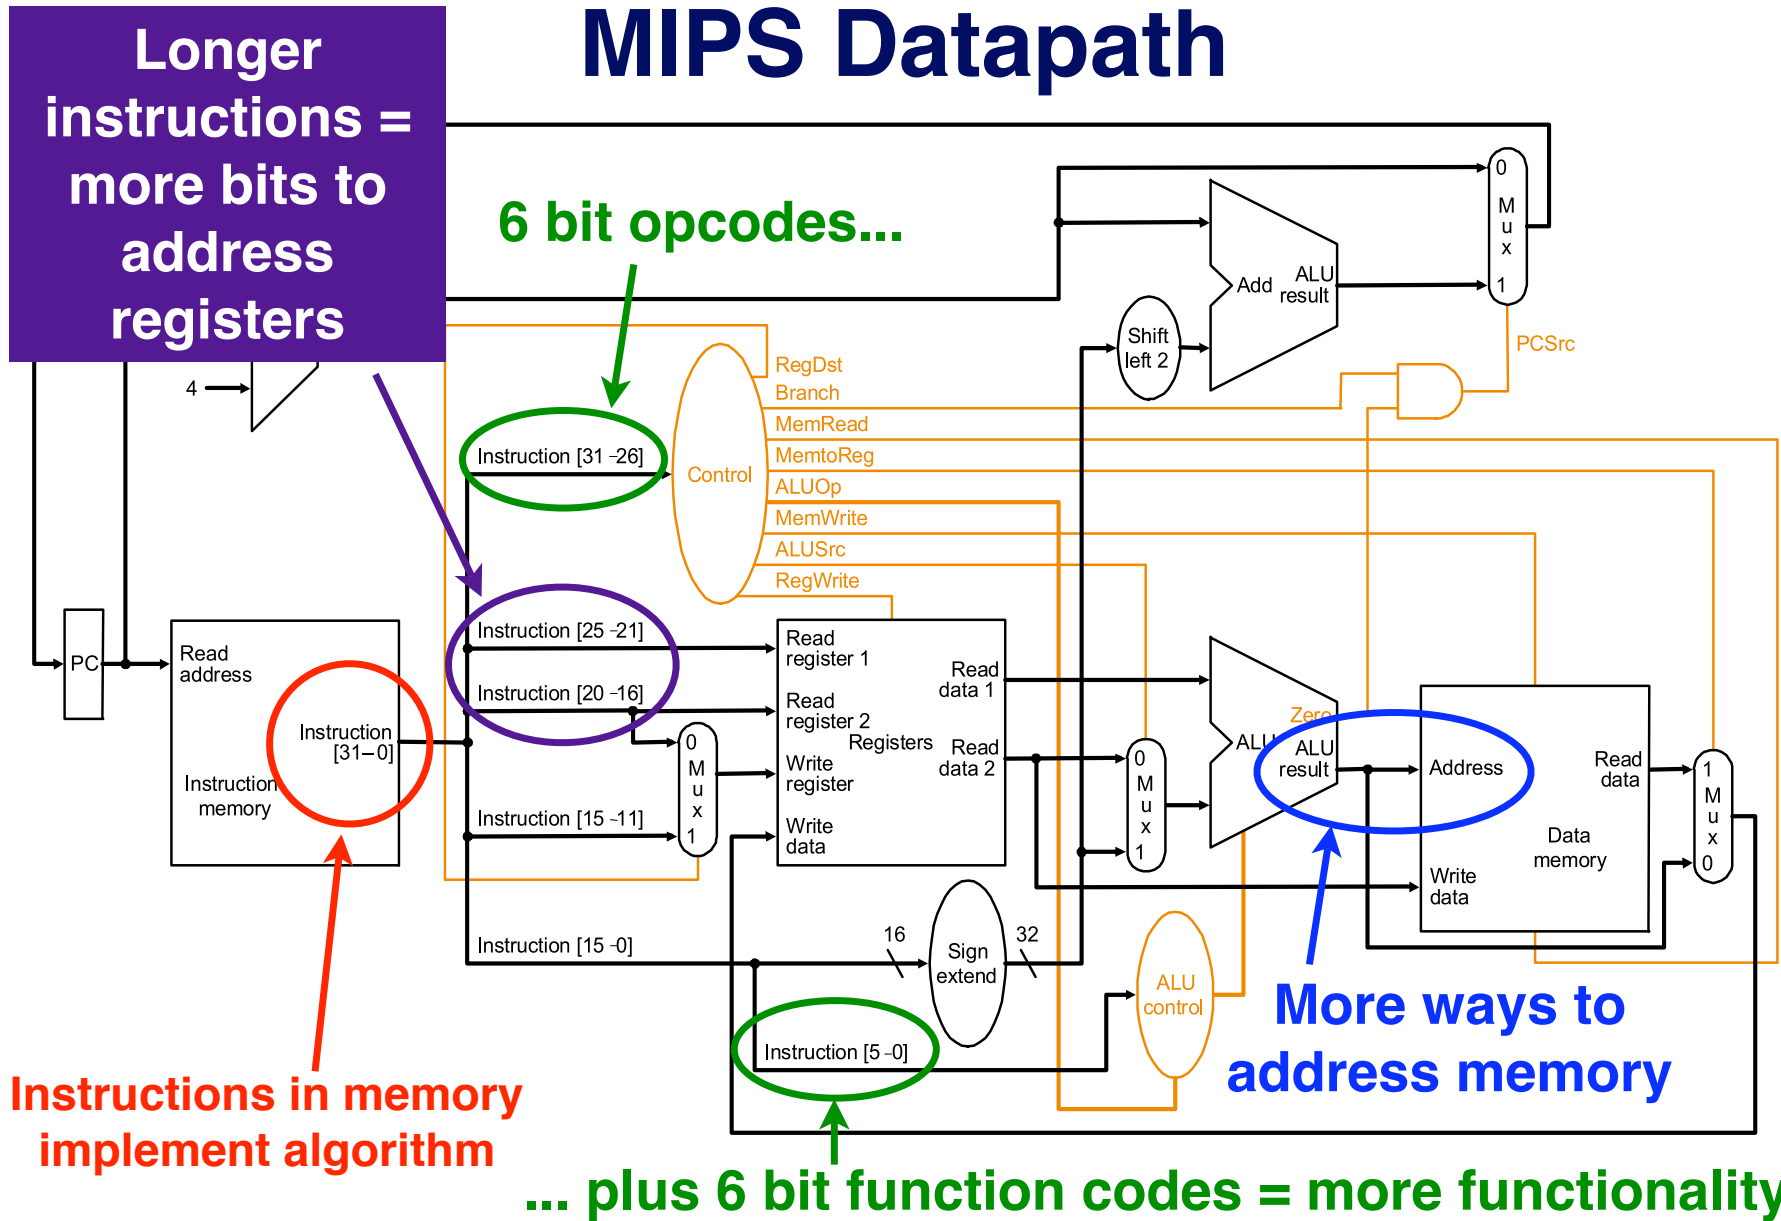 MIPS Datapath
Longer
instructions =
more bits to
address
registers
6 bit opcodes...
0
M
u
x
1
Add
ALU
result
Shift
left 2
PCSrc
4
RegDst
Branch
MemRead
MemtoReg
ALUOp
MemWrite
ALUSrc
RegWrite
Control
Instruction [31–26]
PC
Read
address
Instruction
[31–0]
Instruction
memory
Instruction [25–21]
Instruction [20–16]
0
M
u
x
1
Instruction [15–11]
Read
register 1
Read
register 2
Write
register
Write
data
Registers
Read
data 1
Read
data 2
0
M
u
x
1
Zero
ALU
ALU
result
Address
Write
data
Data
memory
Read
data
1
M
u
x
0
Instruction [15–0]
16
Sign
extend
32
ALU
control
Instruction [5–0]
More ways to
address memory
Instructions in memory
implement algorithm
... plus 6 bit function codes = more functionality